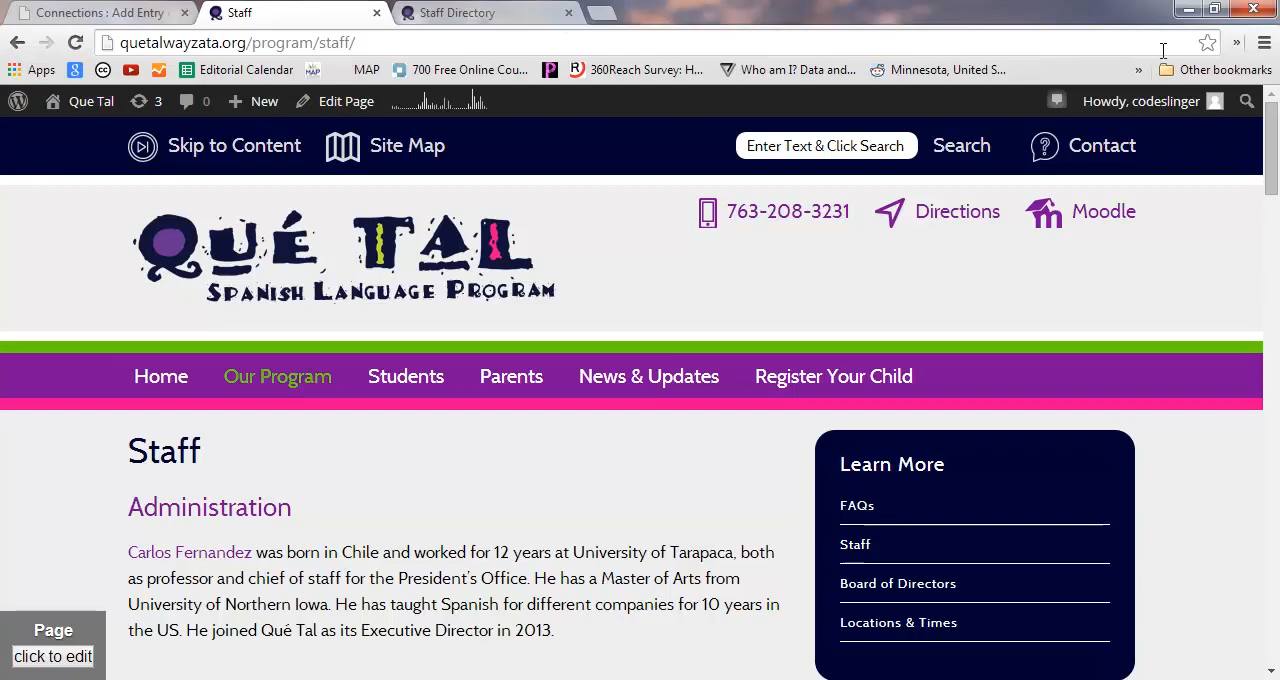 Connections : Add Entry
Staff
Staff Directory
quetalwayzata.org/program/staff/
Apps
Editorial Calendar
MAP
MAP
700 Free Online Cou...
360Reach Survey: H...
Who am I? Data and...
Minnesota, United S...
Other bookmarks
Que Tal
3
0
New
Edit Page
Howdy, codeslinger
Skip to Content
Site Map
Enter Text & Click Search
Search
Contact
QUÉ TAL
SPANISH LANGUAGE PROGRAM
763-208-3231
Directions
Moodle
Home
Our Program
Students
Parents
News & Updates
Register Your Child
Staff
Administration
Carlos Fernandez was born in Chile and worked for 12 years at University of Tarapaca, both
as professor and chief of staff for the President's Office. He has a Master of Arts from
University of Northern Iowa. He has taught Spanish for different companies for 10 years in
the US. He joined Qué Tal as its Executive Director in 2013.
Learn More
FAQs
Staff
Board of Directors
Locations & Times
Page
click to edit